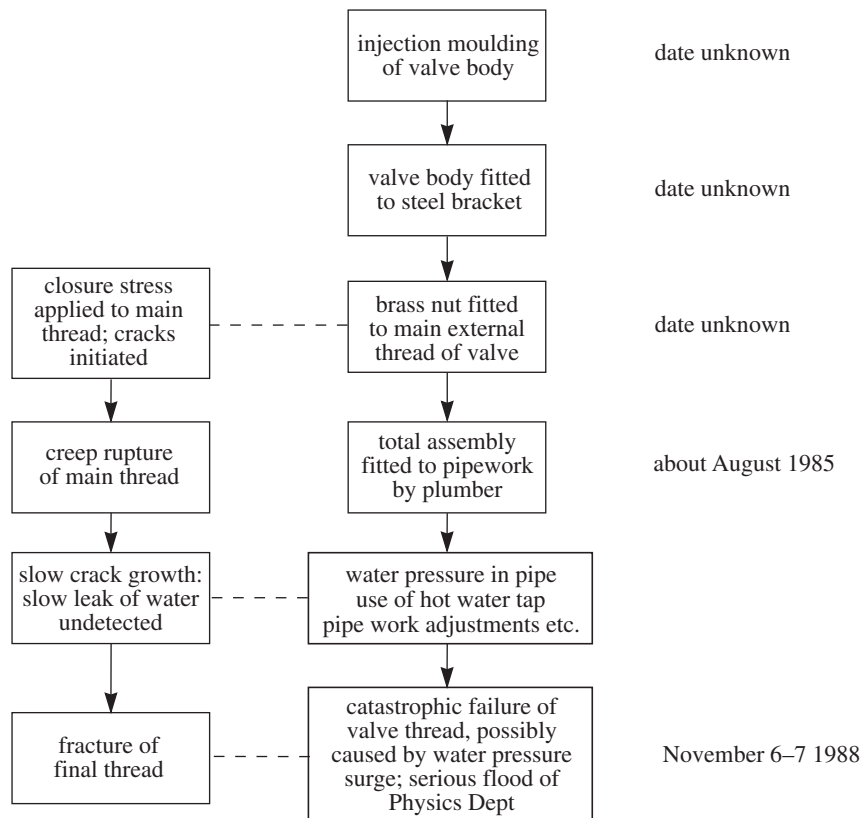 injection moulding
of valve body
date unknown
valve body fitted
to steel bracket
date unknown
closure stress
applied to main
thread; cracks
initiated
brass nut fitted
to main external
thread of valve
date unknown
creep rupture
of main thread
total assembly
fitted to pipework
by plumber
about August 1985
slow crack growth:
slow leak of water
undetected
water pressure in pipe
use of hot water tap
pipe work adjustments etc.
fracture of
final thread
catastrophic failure of
valve thread, possibly
caused by water pressure
surge; serious flood of
Physics Dept
November 6–7 1988